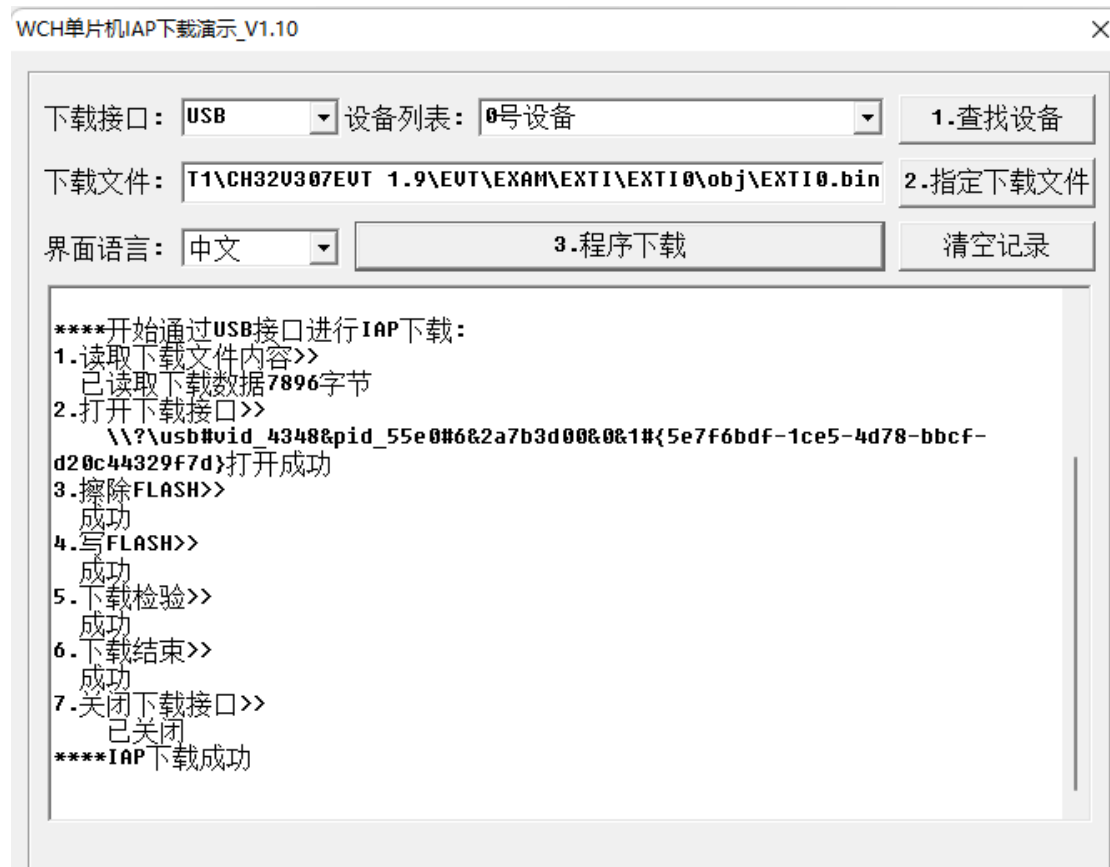 WCH单片机IAP下载演示_V1.10
下载接口: USB 设备列表: 0号设备 1.查找设备
下载文件: T1\CH32V307EVT 1.9\EVT\EXAM\EXTI\EXTI0\obj\EXTI0.bin 2.指定下载文件
界面语言: 中文 3.程序下载 清空记录
****开始通过USB接口进行IAP下载:
1.读取下载文件内容>>
已读取下载数据7896字节
2.打开下载接口>>
\\?\usb#vid_4348&pid_55e0#6&2a7b3d00&0&1#{5e7f6bdf-1ce5-4d78-bbcf-
d20c44329f7d}打开成功
3.擦除FLASH>>
成功
4.写FLASH>>
成功
5.下载检验>>
成功
6.下载结束>>
成功
7.关闭下载接口>>
已关闭
****IAP下载成功